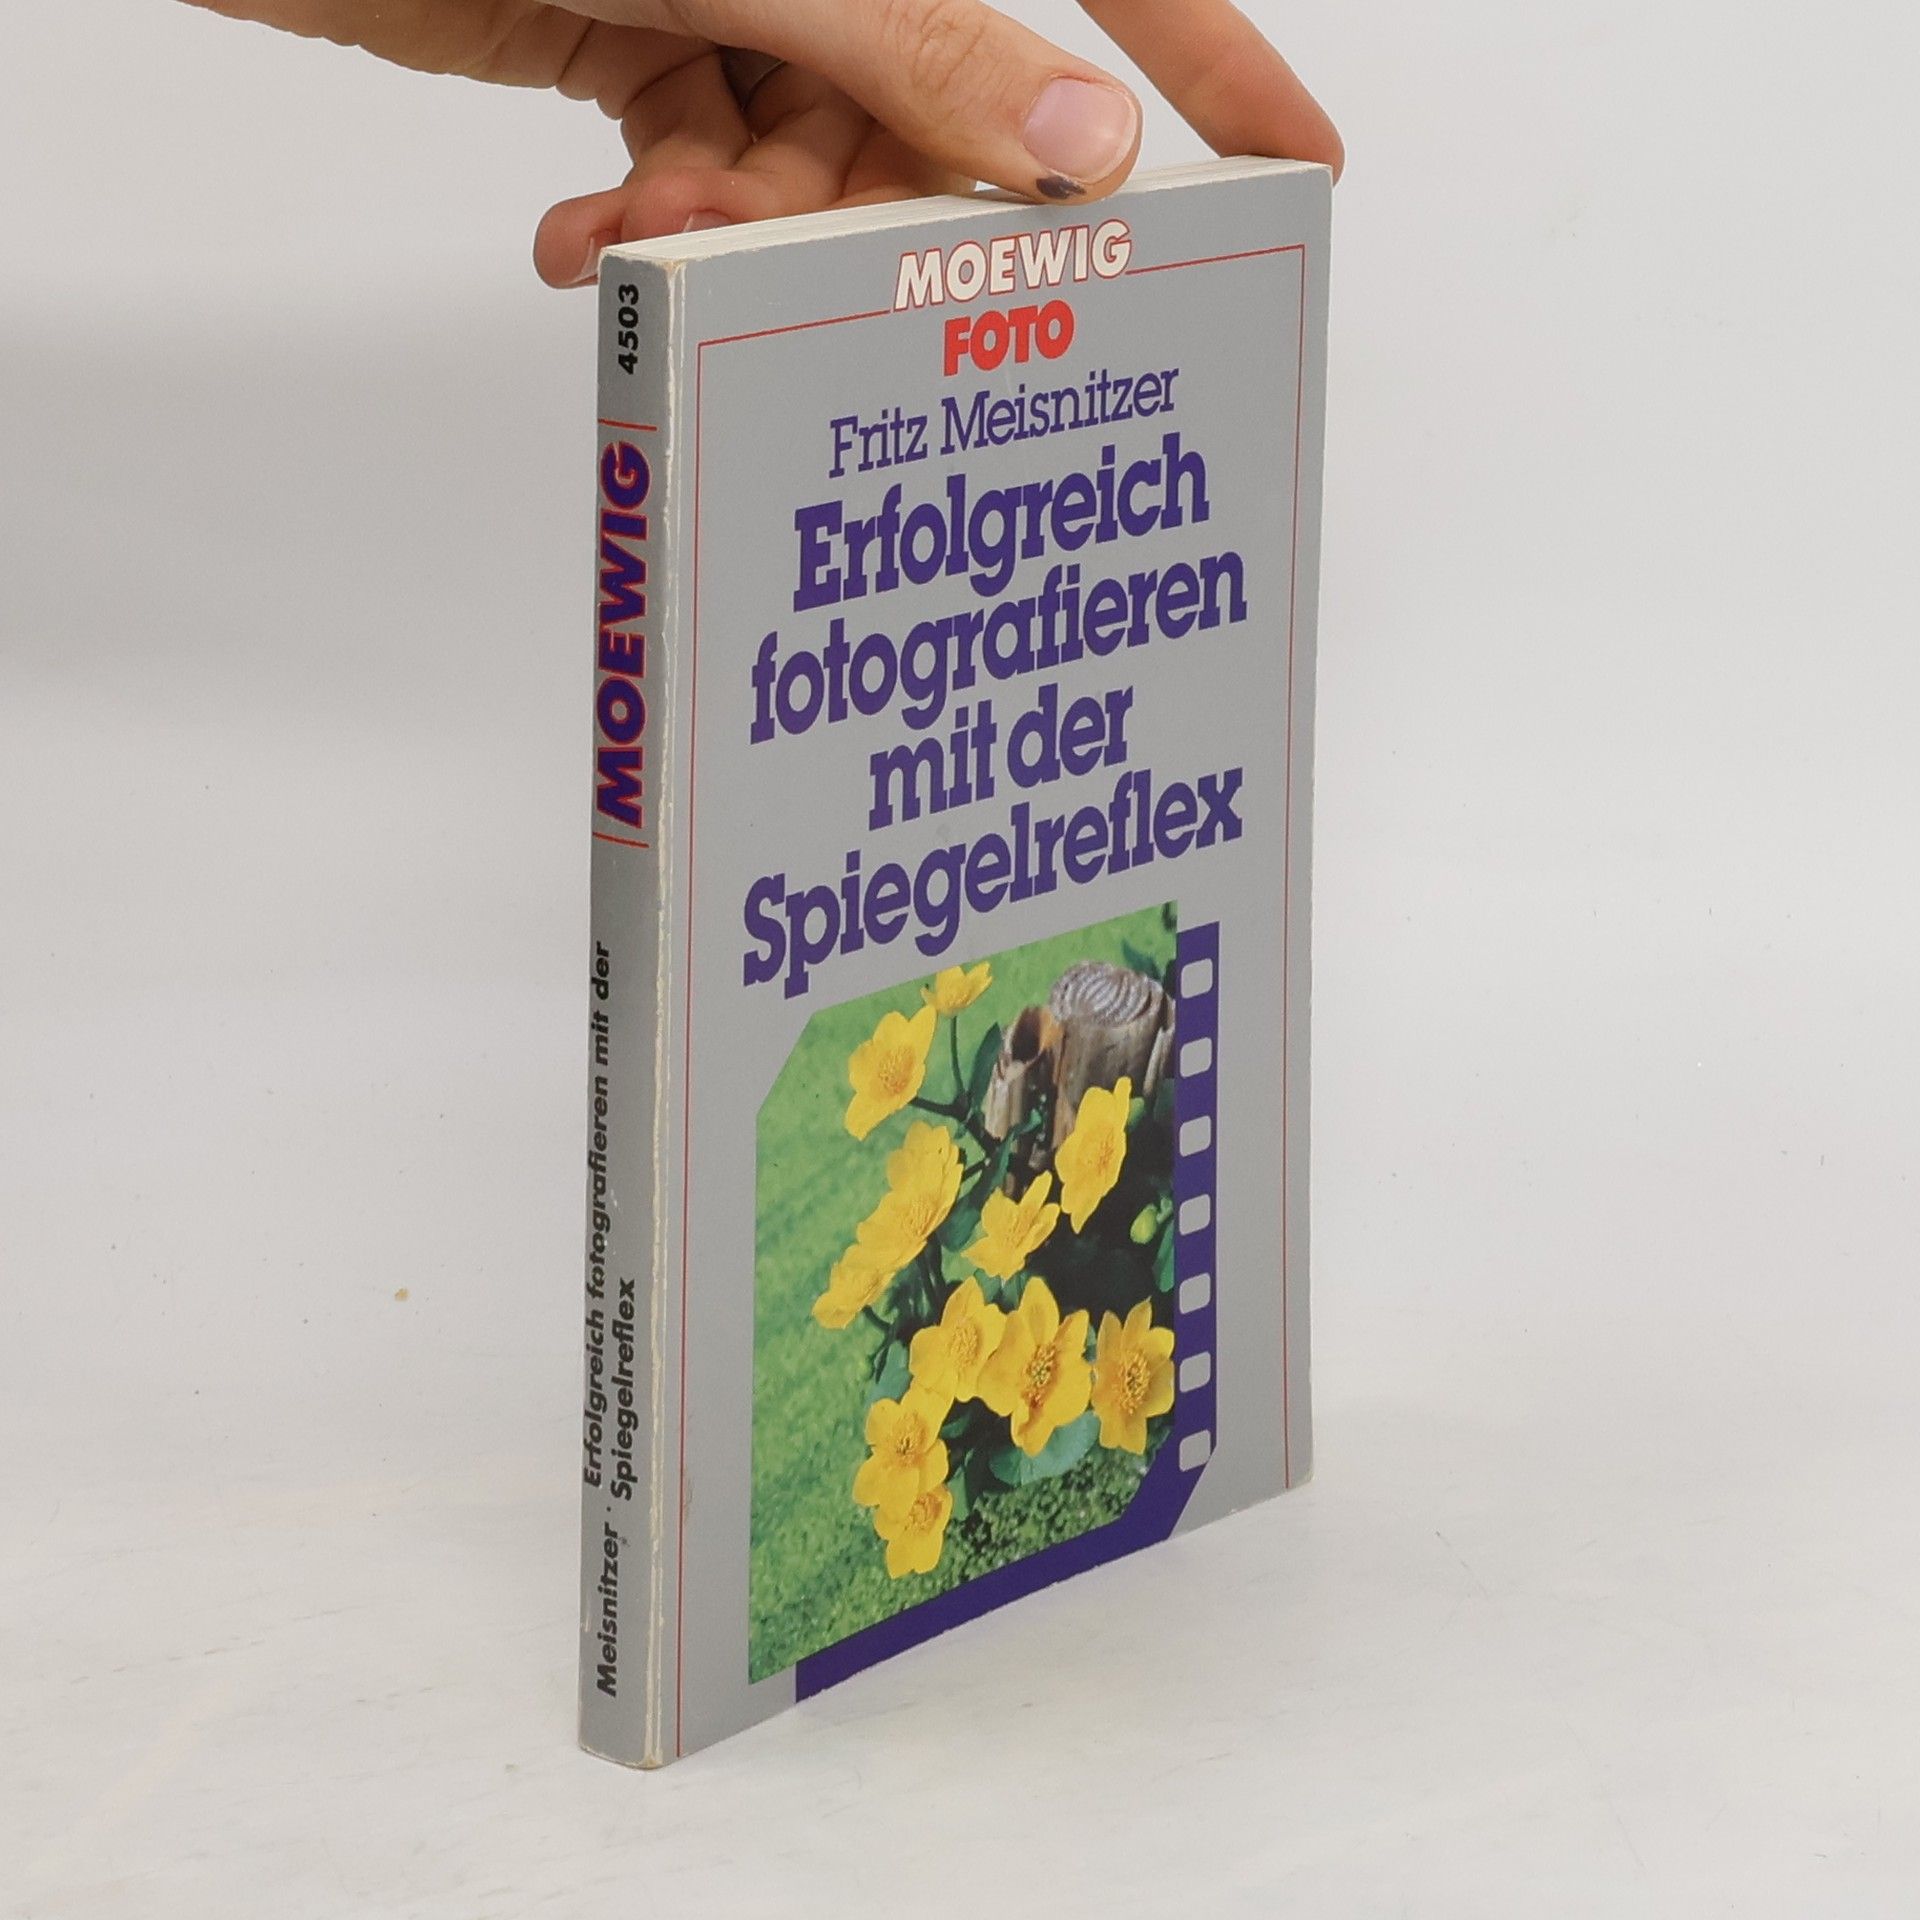 MOEWIG
FOTO
Fritz Meisnitzer
Erfolgreich
fotografieren
mit der
Spiegelreflex
4503
MOEWIG
Meisnitzer · Erfolgreich fotografieren mit der
Spiegelreflex